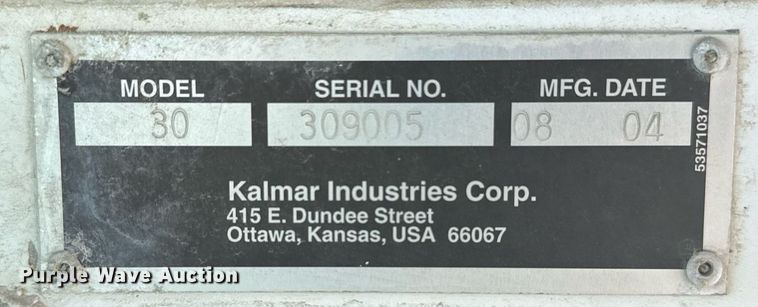 MODEL SERIAL NO. MFG. DATE
30 309005 08 04
53571037
Kalmar Industries Corp.
415 E. Dundee Street
Ottawa, Kansas, USA 66067
Purple Wave Auction